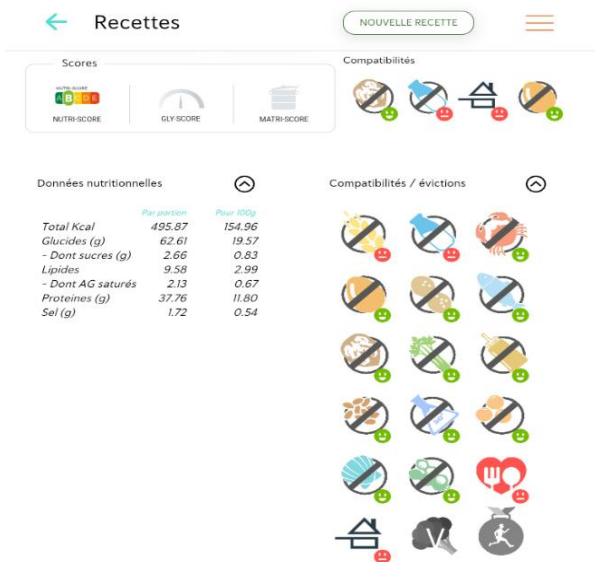 Recettes
NOUVELLE RECETTE
Scores
NUTRI-SCORE
A B C D E
NUTRI-SCORE
GLY-SCORE
MATRI-SCORE
Compatibilités
Données nutritionnelles
Par portion Pour 100g
Total Kcal 495.87 154.96
Glucides (g) 62.61 19.57
- Dont sucres (g) 2.66 0.83
Lipides 9.58 2.99
- Dont AG saturés 2.13 0.67
Proteines (g) 37.76 11.80
Sel (g) 1.72 0.54
Compatibilités / évictions
V